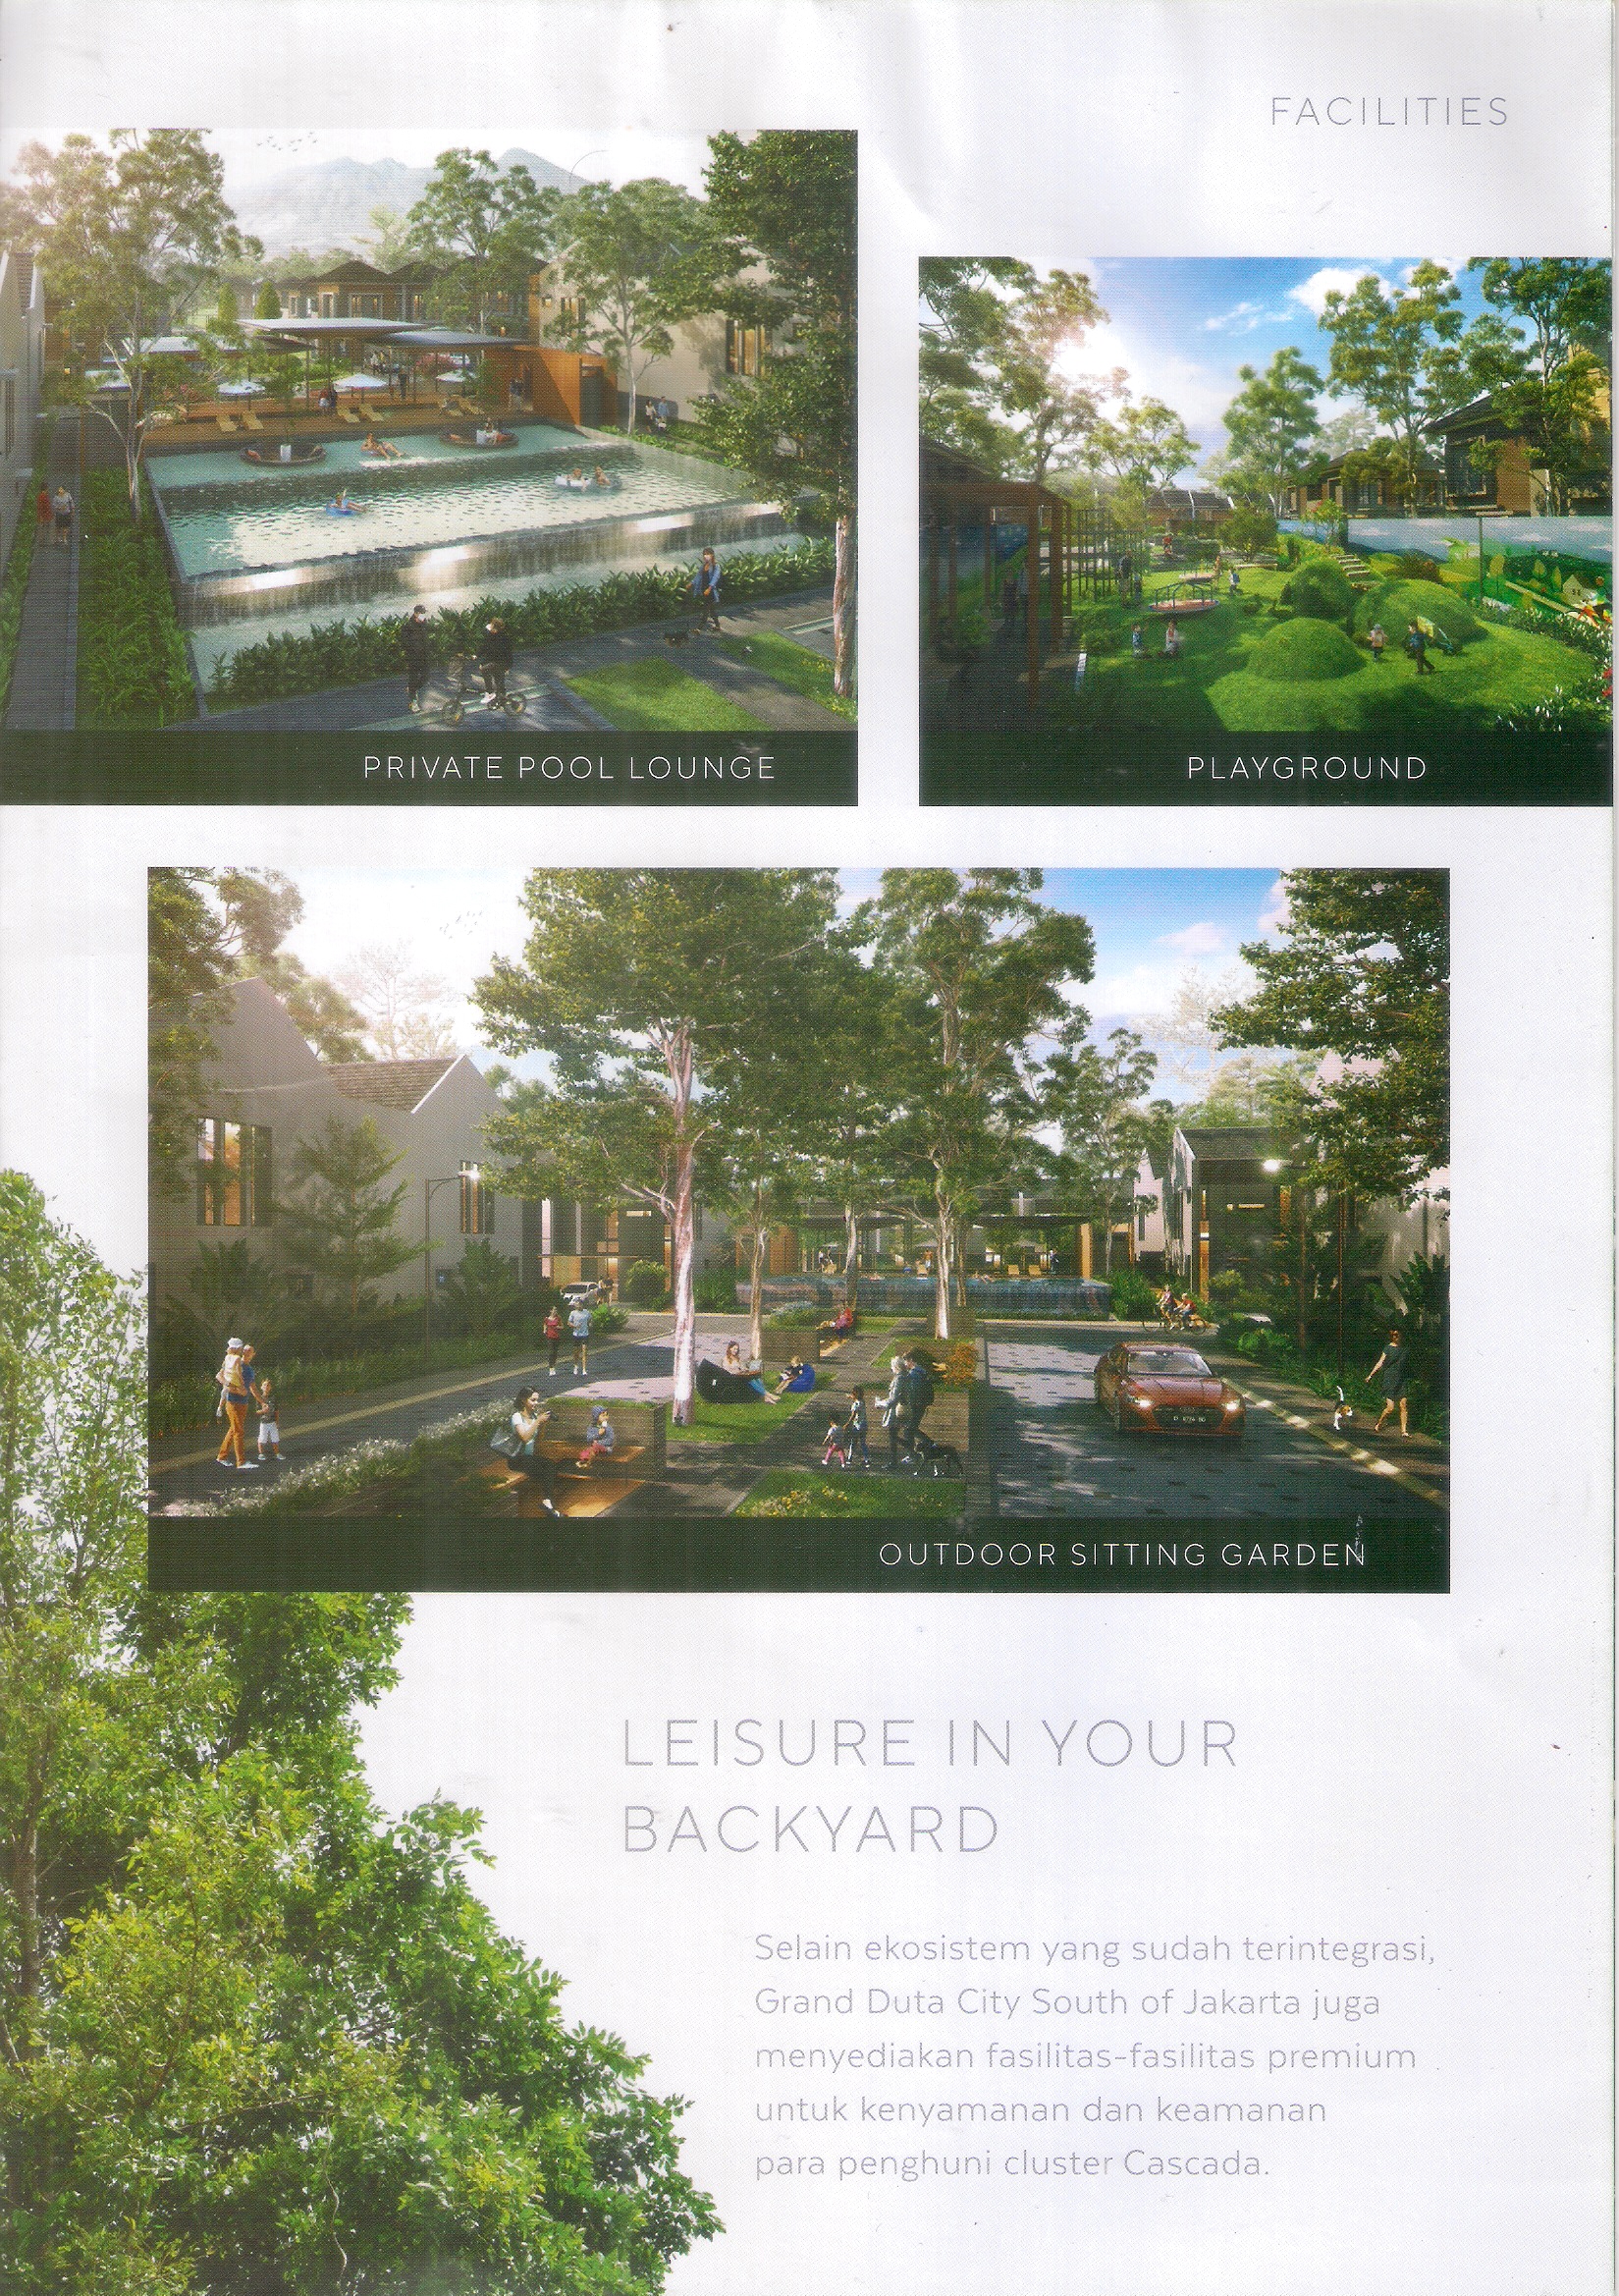 FACILITIES
PRIVATE POOL LOUNGE
PLAYGROUND
OUTDOOR SITTING GARDEN
LEISURE IN YOUR
BACKYARD
Selain ekosistem yang sudah terintegrasi,
Grand Duta City South of Jakarta juga
menyediakan fasilitas-fasilitas premium
untuk kenyamanan dan keamanan
para penghuni cluster Cascada.